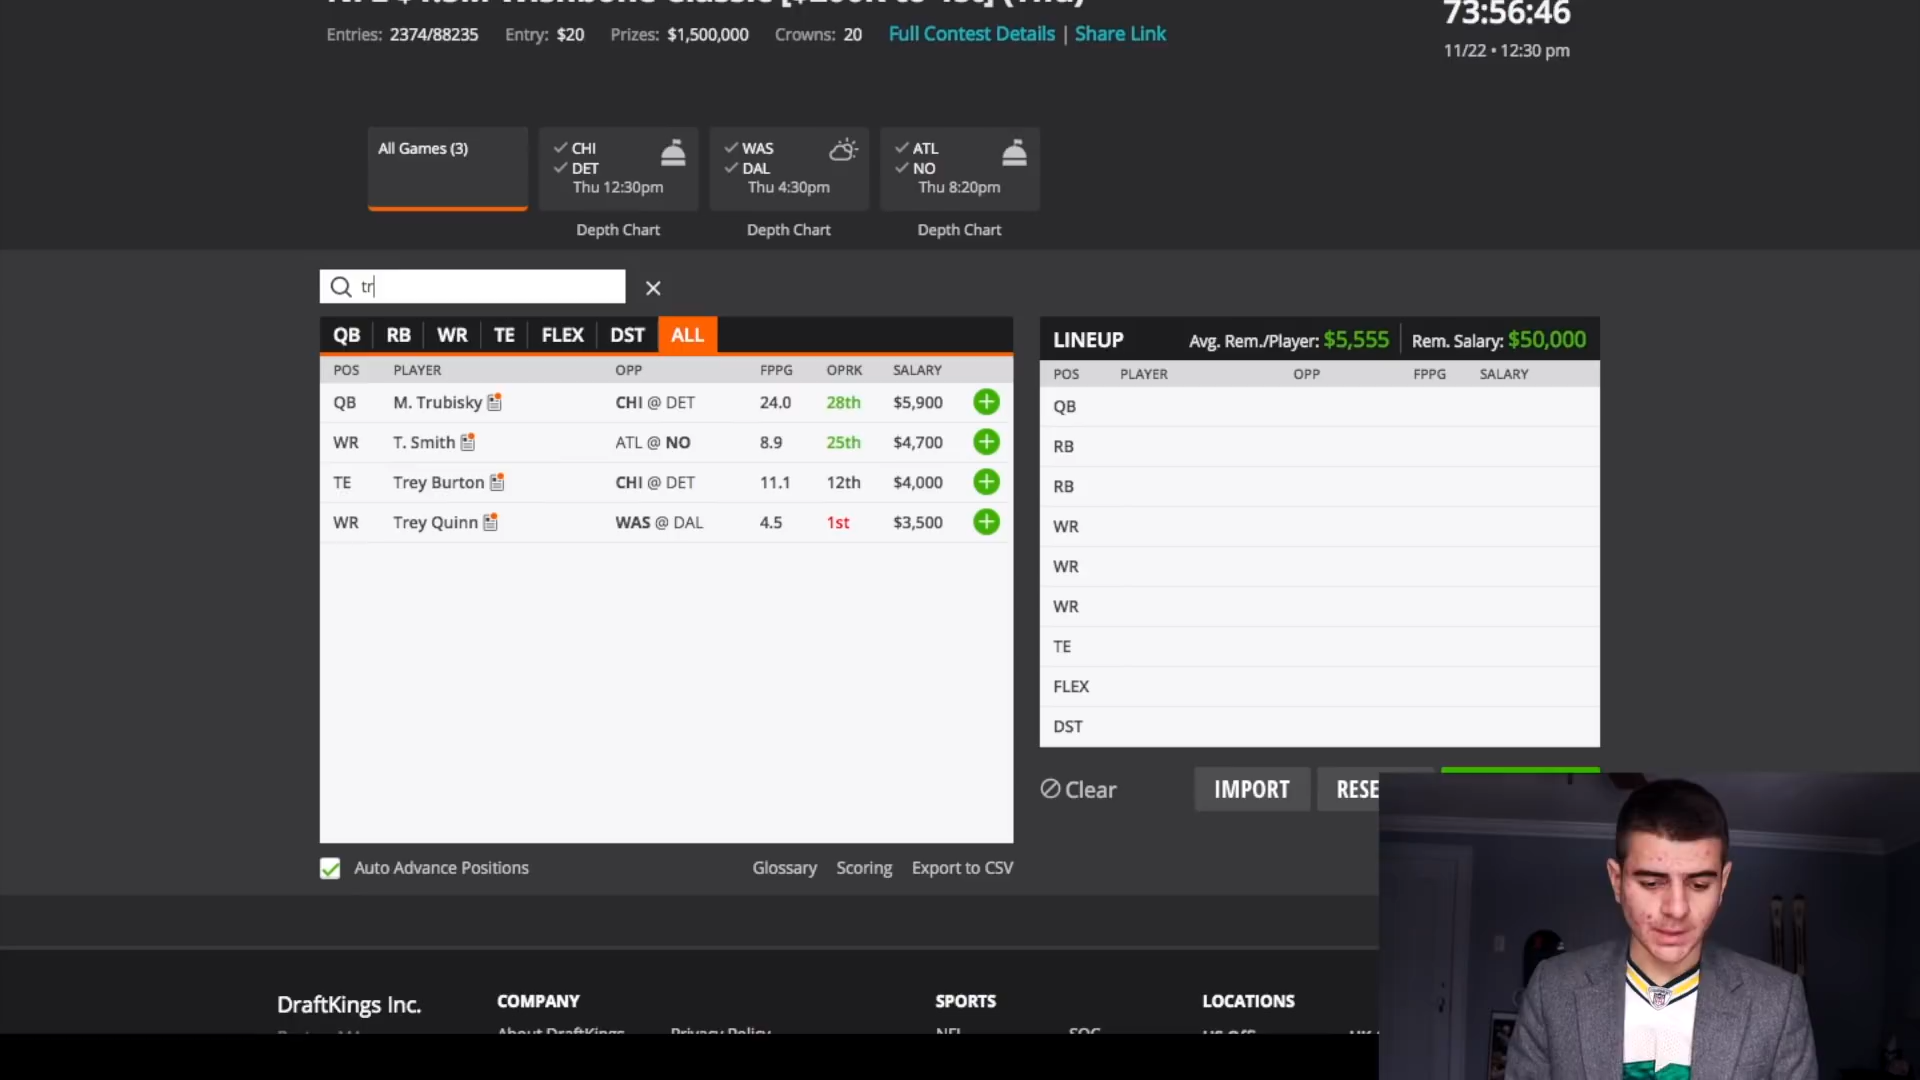 Entries: 2374/88235 Entry: $20 Prizes: $1,500,000 Crowns: 20 Full Contest Details | Share Link
73:56:46
11/22 • 12:30 pm
All Games (3)
CHI
DET
Thu 12:30pm
Depth Chart
WAS
DAL
Thu 4:30pm
Depth Chart
ATL
NO
Thu 8:20pm
Depth Chart
tr
QB RB WR TE FLEX DST ALL
POS PLAYER OPP FPPG OPRK SALARY
QB M. Trubisky CHI @ DET 24.0 28th $5,900
WR T. Smith ATL @ NO 8.9 25th $4,700
TE Trey Burton CHI @ DET 11.1 12th $4,000
WR Trey Quinn WAS @ DAL 4.5 1st $3,500
Auto Advance Positions Glossary Scoring Export to CSV
LINEUP Avg. Rem./Player: $5,555 Rem. Salary: $50,000
POS PLAYER OPP FPPG SALARY
QB
RB
RB
WR
WR
WR
TE
FLEX
DST
Clear IMPORT RESE
DraftKings Inc. COMPANY SPORTS LOCATIONS
About DraftKings Privacy Policy NFL SOC